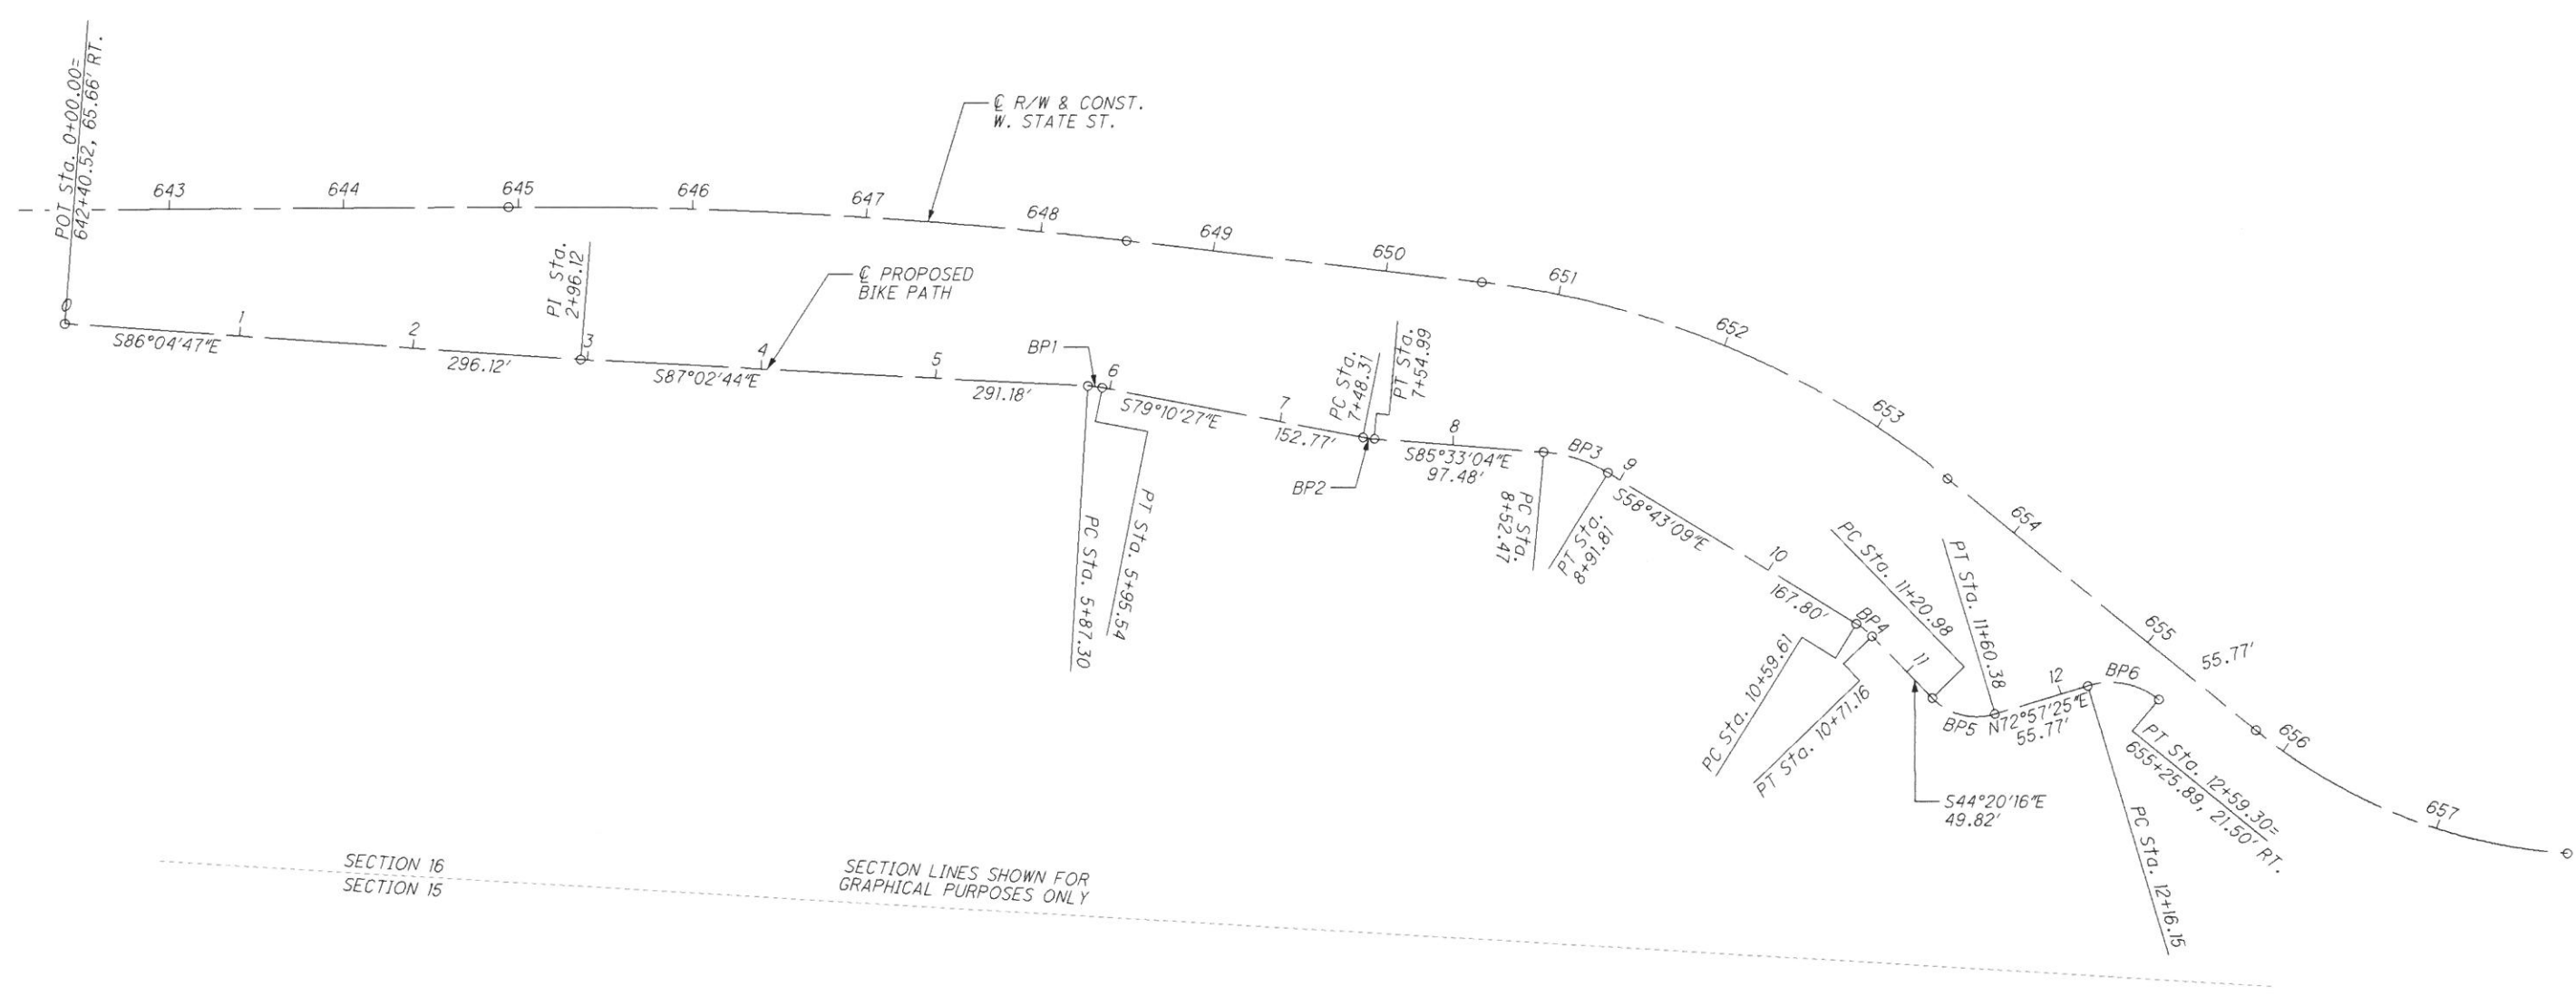 POT Sta. 0+00.00=
642+40.52, 65.66' RT.
643
644
645
646
647
648
649
650
651
652
653
654
655
656
657
℄ R/W & CONST.
W. STATE ST.
℄ PROPOSED
BIKE PATH
0
1
S86°04'47"E
2
296.12'
PI Sta.
2+96.12
3
S87°02'44"E
4
5
291.18'
BP1
6
PC Sta. 5+87.30
PT Sta. 5+95.54
S79°10'27"E
7
152.77'
PC Sta.
7+48.31
PT Sta.
7+54.99
BP2
8
S85°33'04"E
97.48'
PC Sta.
8+52.47
BP3
PT Sta.
8+91.81
9
S58°43'09"E
10
167.80'
PC Sta. 10+59.61
BP4
PT Sta. 10+71.16
11
S44°20'16"E
49.82'
PC Sta. 11+20.98
BP5
PT Sta. 11+60.38
N72°57'25"E
55.77'
12
55.77'
PC Sta. 12+16.15
BP6
PT Sta. 12+59.30=
655+25.89, 21.50' RT.
SECTION 16
SECTION 15
SECTION LINES SHOWN FOR
GRAPHICAL PURPOSES ONLY